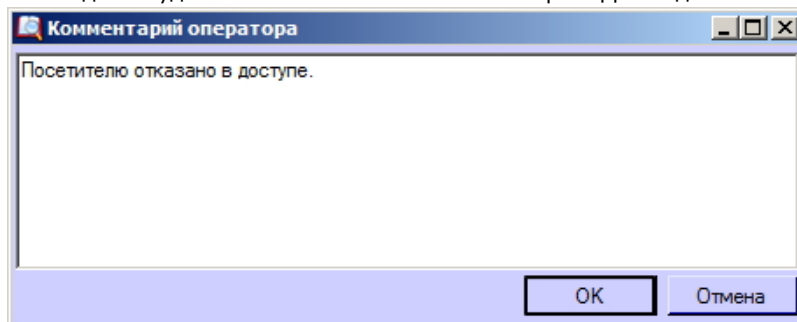 Комментарий оператора
Посетителю отказано в доступе.
OK
Отмена